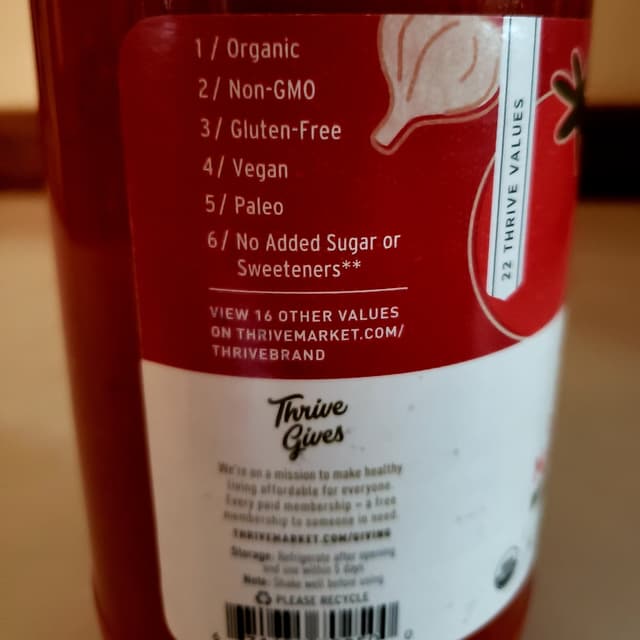 1/ Organic
2/ Non-GMO
3/ Gluten-Free
4/ Vegan
5/ Paleo
6/ No Added Sugar or
Sweeteners**
VIEW 16 OTHER VALUES
ON THRIVEMARKET.COM/
THRIVEBRAND
22 THRIVE VALUES
Thrive
Gives
We're on a mission to make healthy
living affordable for everyone.
Every paid membership = a free
membership to someone in need.
THRIVEMARKET.COM/GIVING
Storage: Refrigerate after opening
and use within 5 days.
Note: Shake well before using.
PLEASE RECYCLE